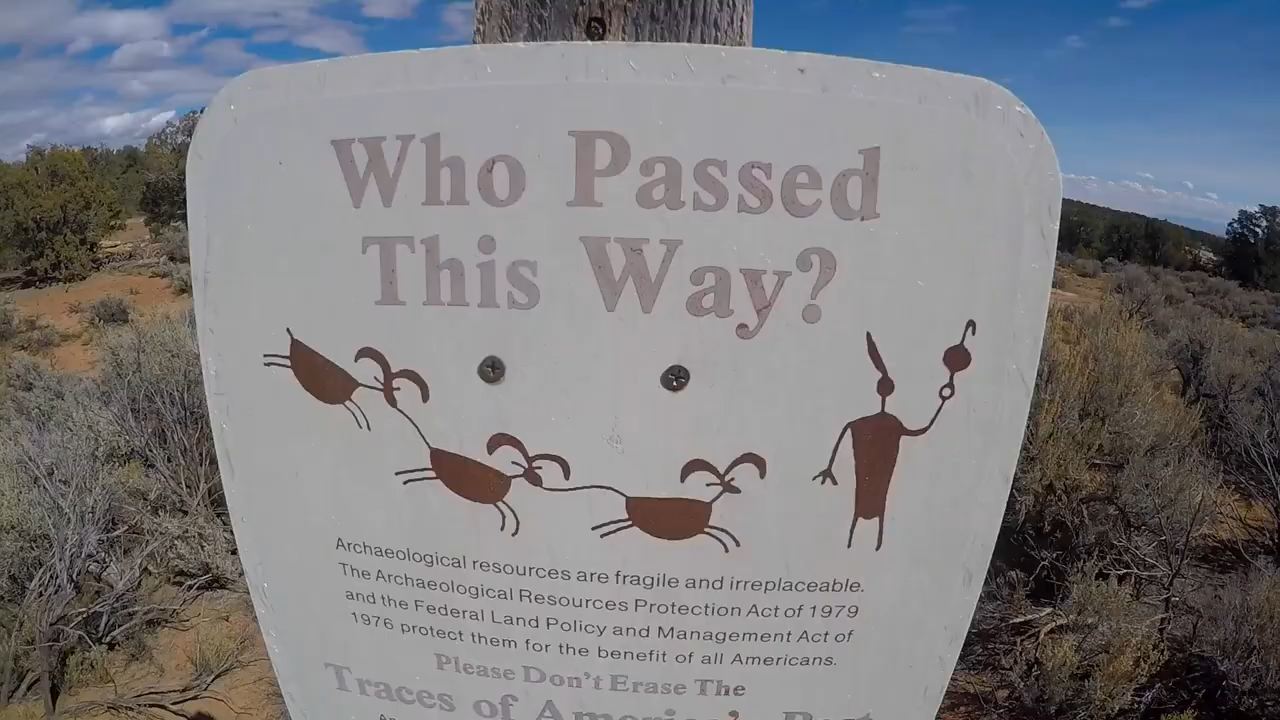 Who Passed
This Way?
Archaeological resources are fragile and irreplaceable.
The Archaeological Resources Protection Act of 1979
and the Federal Land Policy and Management Act of
1976 protect them for the benefit of all Americans.
Please Don't Erase The
Traces of America's Past